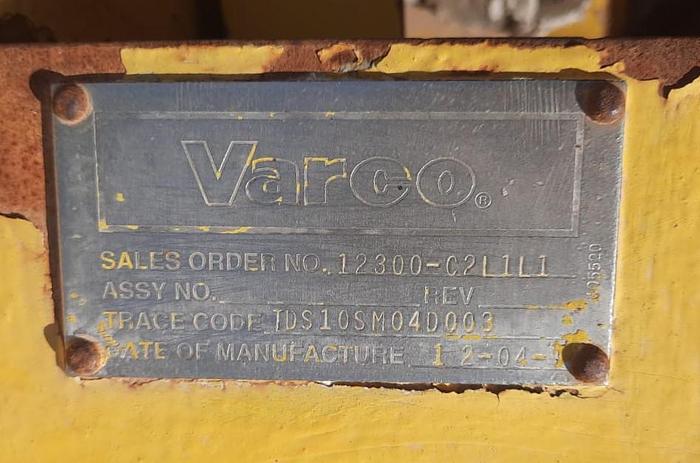 Varco®
SALES ORDER NO. 12300-C2L1L1
ASSY NO. REV
TRACE CODE TDS10SM04D003
DATE OF MANUFACTURE 12-04-